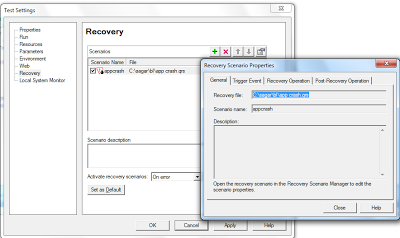 Test Settings
Properties
Run
Resources
Parameters
Environment
Web
Recovery
Local System Monitor
Recovery
Scenarios
Scenario Name File
appcrash C:\sagar\bl\app crash.qrs
Scenario description
Activate recovery scenarios: On error
Set as Default
OK Cancel Apply Help
Recovery Scenario Properties
General Trigger Event Recovery Operation Post-Recovery Operation
Recovery file: C:\sagar\bl\app crash.qrs
Scenario name: appcrash
Description:
Open the recovery scenario in the Recovery Scenario Manager to edit the
scenario properties.
Close Help